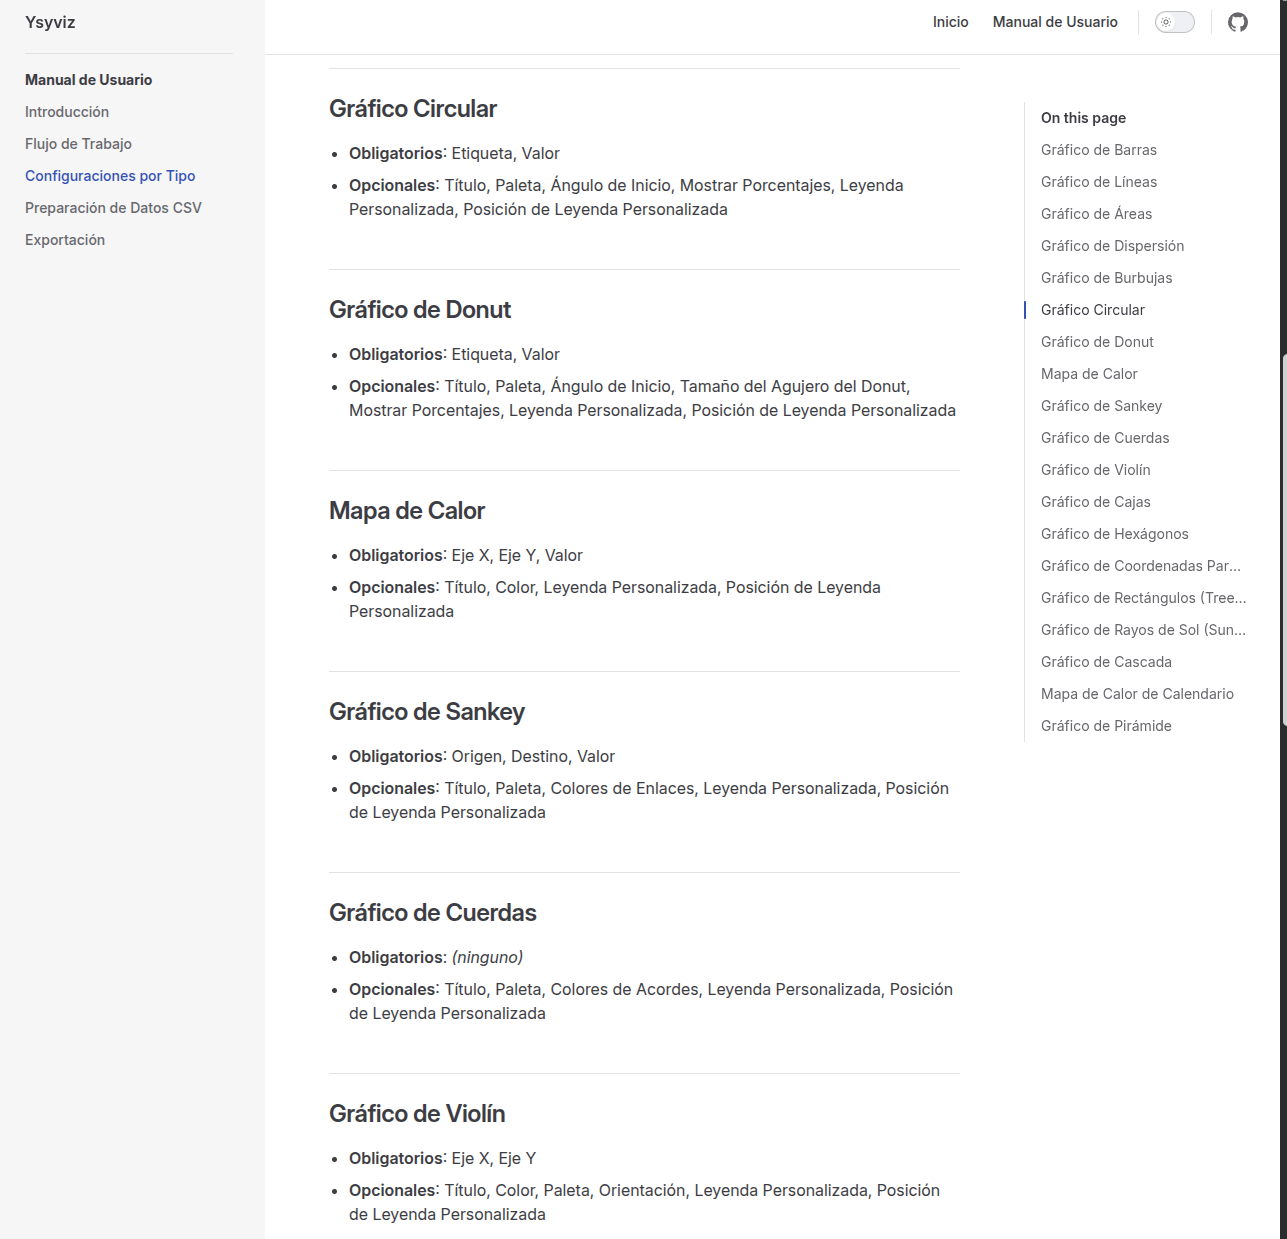 Ysyviz
Manual de Usuario
Introducción
Flujo de Trabajo
Configuraciones por Tipo
Preparación de Datos CSV
Exportación
Inicio
Manual de Usuario
Gráfico Circular
• Obligatorios: Etiqueta, Valor
• Opcionales: Título, Paleta, Ángulo de Inicio, Mostrar Porcentajes, Leyenda
Personalizada, Posición de Leyenda Personalizada
Gráfico de Donut
• Obligatorios: Etiqueta, Valor
• Opcionales: Título, Paleta, Ángulo de Inicio, Tamaño del Agujero del Donut,
Mostrar Porcentajes, Leyenda Personalizada, Posición de Leyenda Personalizada
Mapa de Calor
• Obligatorios: Eje X, Eje Y, Valor
• Opcionales: Título, Color, Leyenda Personalizada, Posición de Leyenda
Personalizada
Gráfico de Sankey
• Obligatorios: Origen, Destino, Valor
• Opcionales: Título, Paleta, Colores de Enlaces, Leyenda Personalizada, Posición
de Leyenda Personalizada
Gráfico de Cuerdas
• Obligatorios: (ninguno)
• Opcionales: Título, Paleta, Colores de Acordes, Leyenda Personalizada, Posición
de Leyenda Personalizada
Gráfico de Violín
• Obligatorios: Eje X, Eje Y
• Opcionales: Título, Color, Paleta, Orientación, Leyenda Personalizada, Posición
de Leyenda Personalizada
On this page
Gráfico de Barras
Gráfico de Líneas
Gráfico de Áreas
Gráfico de Dispersión
Gráfico de Burbujas
Gráfico Circular
Gráfico de Donut
Mapa de Calor
Gráfico de Sankey
Gráfico de Cuerdas
Gráfico de Violín
Gráfico de Cajas
Gráfico de Hexágonos
Gráfico de Coordenadas Par...
Gráfico de Rectángulos (Tree...
Gráfico de Rayos de Sol (Sun...
Gráfico de Cascada
Mapa de Calor de Calendario
Gráfico de Pirámide